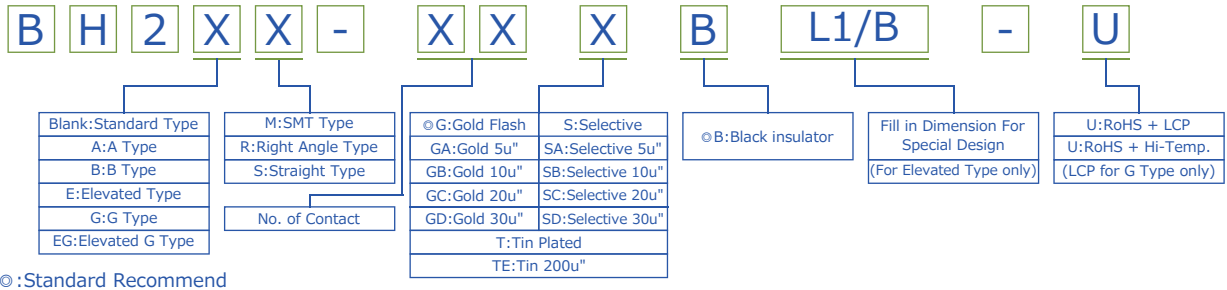 B H 2 X X - X X X B L1/B - U
Blank:Standard Type
A:A Type
B:B Type
E:Elevated Type
G:G Type
EG:Elevated G Type
M:SMT Type
R:Right Angle Type
S:Straight Type
No. of Contact
◎G:Gold Flash S:Selective
GA:Gold 5u" SA:Selective 5u"
GB:Gold 10u" SB:Selective 10u"
GC:Gold 20u" SC:Selective 20u"
GD:Gold 30u" SD:Selective 30u"
T:Tin Plated
TE:Tin 200u"
◎B:Black insulator
Fill in Dimension For
Special Design
(For Elevated Type only)
U:RoHS + LCP
U:RoHS + Hi-Temp.
(LCP for G Type only)
◎:Standard Recommend